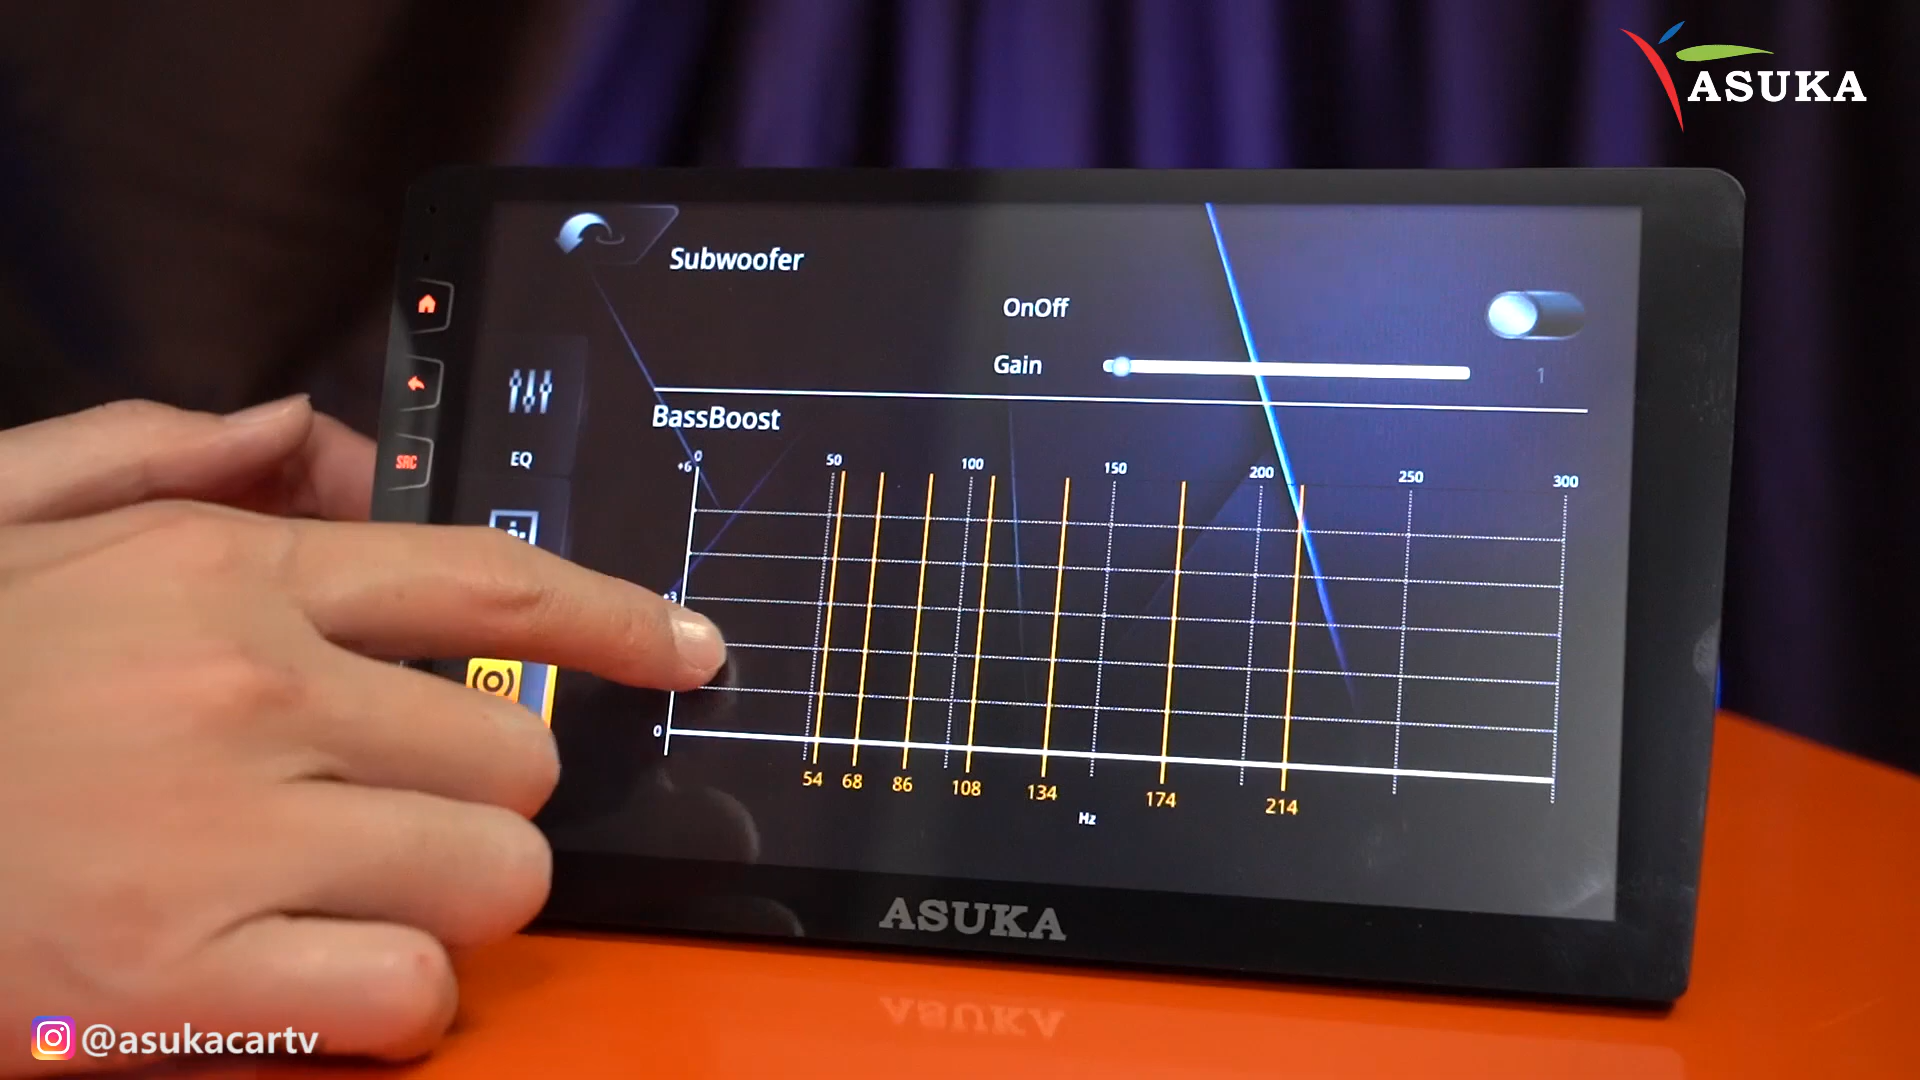 ASUKA
Subwoofer
OnOff
Gain
1
BassBoost
0 50 100 150 200 250 300
+6
EQ
SRC
+3
0
54 68 86 108 134 174 214
Hz
ASUKA
@asukacartv